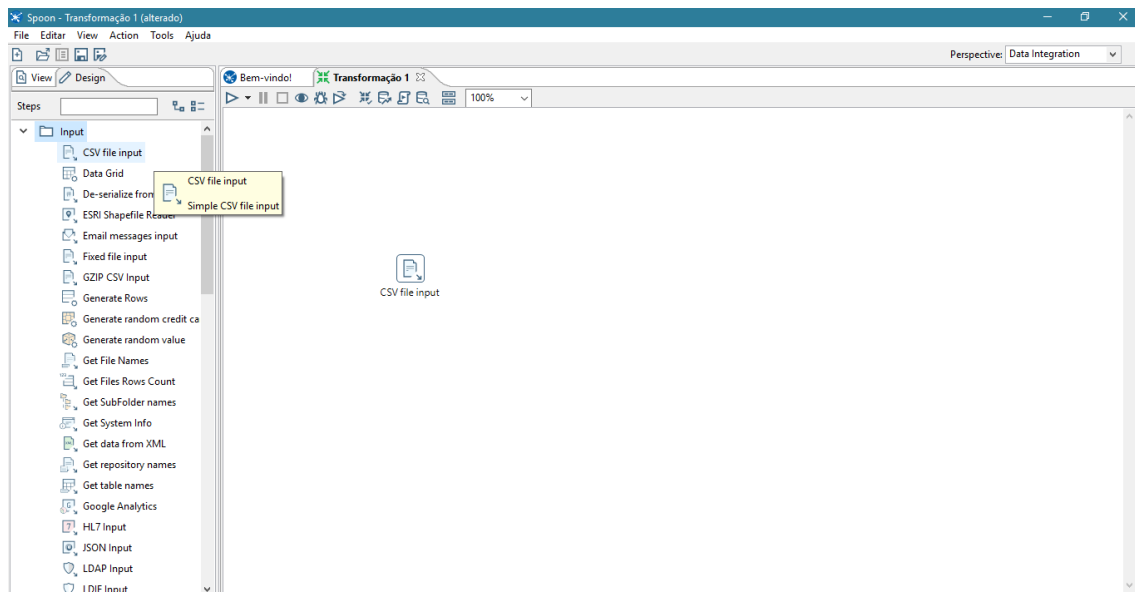 Spoon - Transformação 1 (alterado)
File Editar View Action Tools Ajuda
Perspective: Data Integration
View Design
Bem-vindo! Transformação 1
Steps
100%
Input
CSV file input
Data Grid
De-serialize from
ESRI Shapefile Reader
Email messages input
Fixed file input
GZIP CSV Input
Generate Rows
Generate random credit ca
Generate random value
Get File Names
Get Files Rows Count
Get SubFolder names
Get System Info
Get data from XML
Get repository names
Get table names
Google Analytics
HL7 Input
JSON Input
LDAP Input
LDIF Input
CSV file input
Simple CSV file input
CSV file input